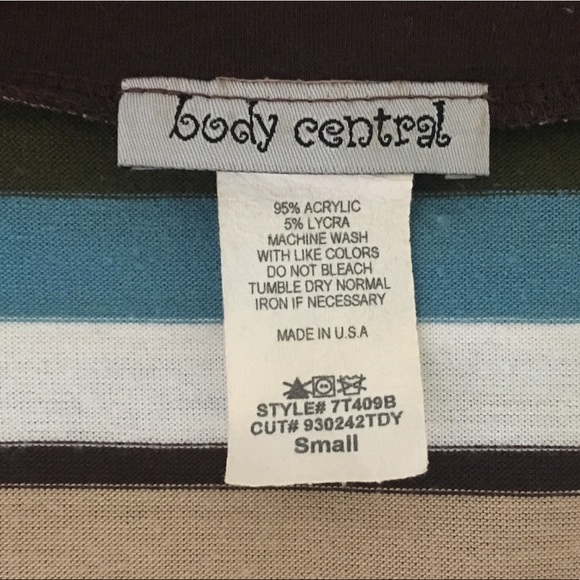 body central
95% ACRYLIC
5% LYCRA
MACHINE WASH
WITH LIKE COLORS
DO NOT BLEACH
TUMBLE DRY NORMAL
IRON IF NECESSARY
MADE IN U.S.A
STYLE# 7T409B
CUT# 930242TDY
Small